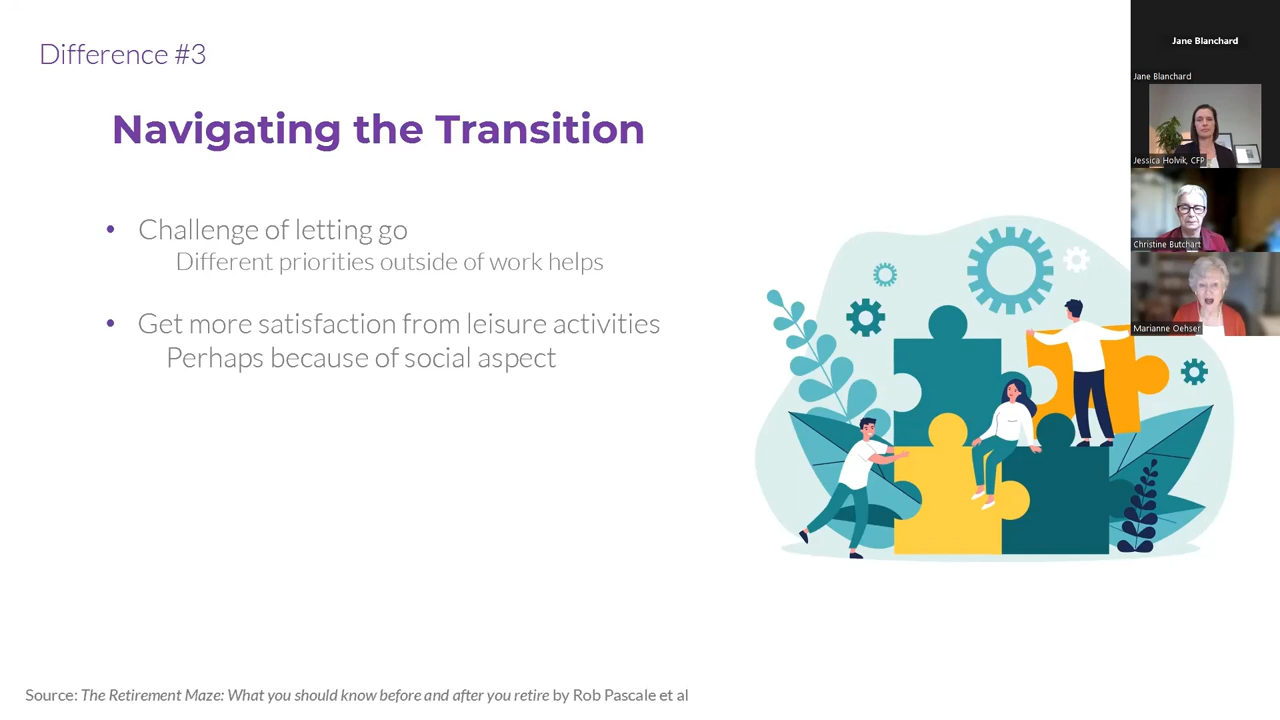 Difference #3
Navigating the Transition
• Challenge of letting go
Different priorities outside of work helps
• Get more satisfaction from leisure activities
Perhaps because of social aspect
Source: The Retirement Maze: What you should know before and after you retire by Rob Pascale et al
Jane Blanchard
Jane Blanchard
Jessica Holvik, CFP
Christine Butchart
Marianne Oehser